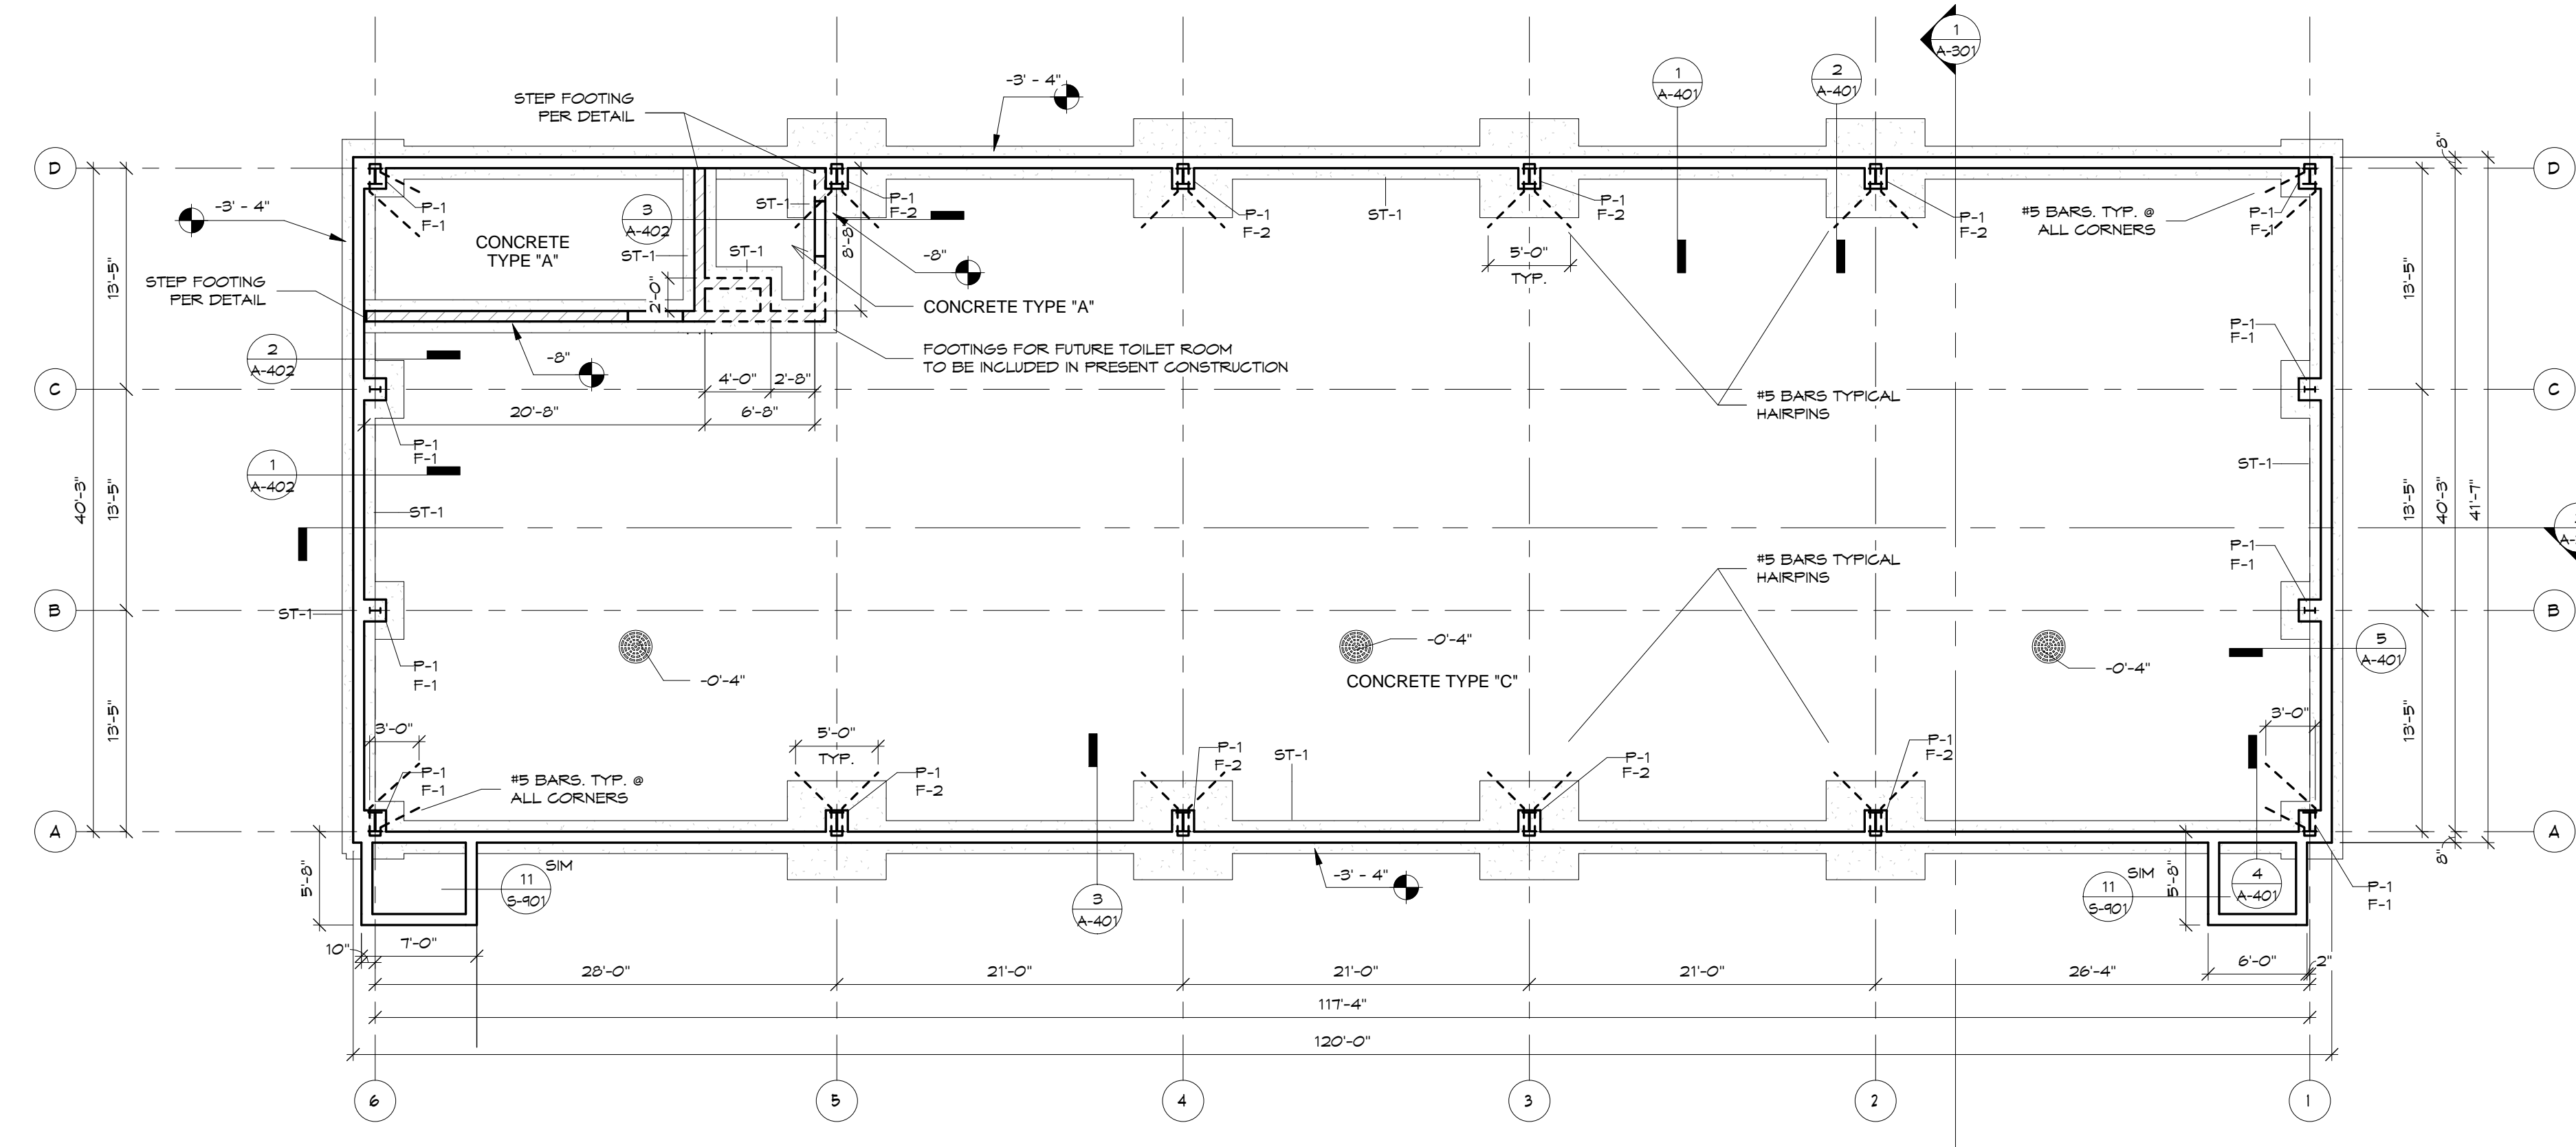 1
A-301
-3' - 4"
1
A-401
2
A-401
STEP FOOTING
PER DETAIL
8"
D
D
-3' - 4"
3
A-402
CONCRETE
TYPE "A"
P-1
F-1
ST-1
P-1
F-2
P-1
F-2
ST-1
P-1
F-2
P-1
F-2
#5 BARS. TYP. @
ALL CORNERS
P-1
F-1
ST-1
ST-1
8'-8"
-8"
5'-0"
TYP.
STEP FOOTING
PER DETAIL
2'-0"
CONCRETE TYPE "A"
13'-5"
13'-5"
13'-5"
13'-5"
P-1
F-1
2
A-402
-8"
FOOTINGS FOR FUTURE TOILET ROOM
TO BE INCLUDED IN PRESENT CONSTRUCTION
C
4'-0"
2'-8"
C
20'-8"
6'-8"
#5 BARS TYPICAL
HAIRPINS
P-1
F-1
1
A-402
ST-1
40'-3"
13'-5"
13'-5"
40'-3"
41'-7"
ST-1
P-1
F-1
#5 BARS TYPICAL
HAIRPINS
B
ST-1
B
-0'-4"
-0'-4"
-0'-4"
5
A-401
P-1
F-1
CONCRETE TYPE "C"
3'-0"
5'-0"
TYP.
3'-0"
P-1
F-1
#5 BARS. TYP. @
ALL CORNERS
P-1
F-2
P-1
F-2
ST-1
P-1
F-2
P-1
F-2
A
A
8"
5'-8"
SIM
11
S-901
3
A-401
-3' - 4"
SIM
11
S-901
5'-8"
4
A-401
P-1
F-1
10"
7'-0"
6'-0"
2"
28'-0"
21'-0"
21'-0"
21'-0"
26'-4"
117'-4"
120'-0"
6
5
4
3
2
1